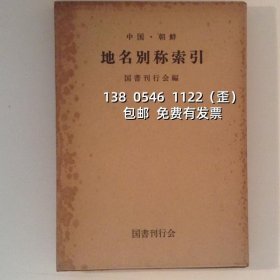 中国・朝鮮
地名別称索引
国書刊行会編
138 0546 1122（歪）
包邮 免费有发票
国書刊行会